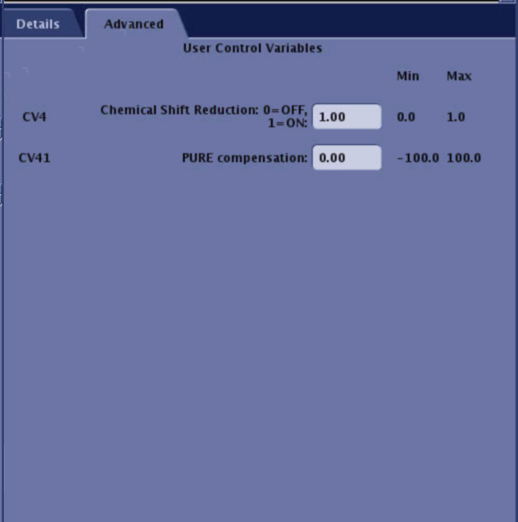 Details Advanced
User Control Variables
Min Max
CV4 Chemical Shift Reduction: 0=OFF, 1.00 0.0 1.0
1=ON:
CV41 PURE compensation: 0.00 -100.0 100.0